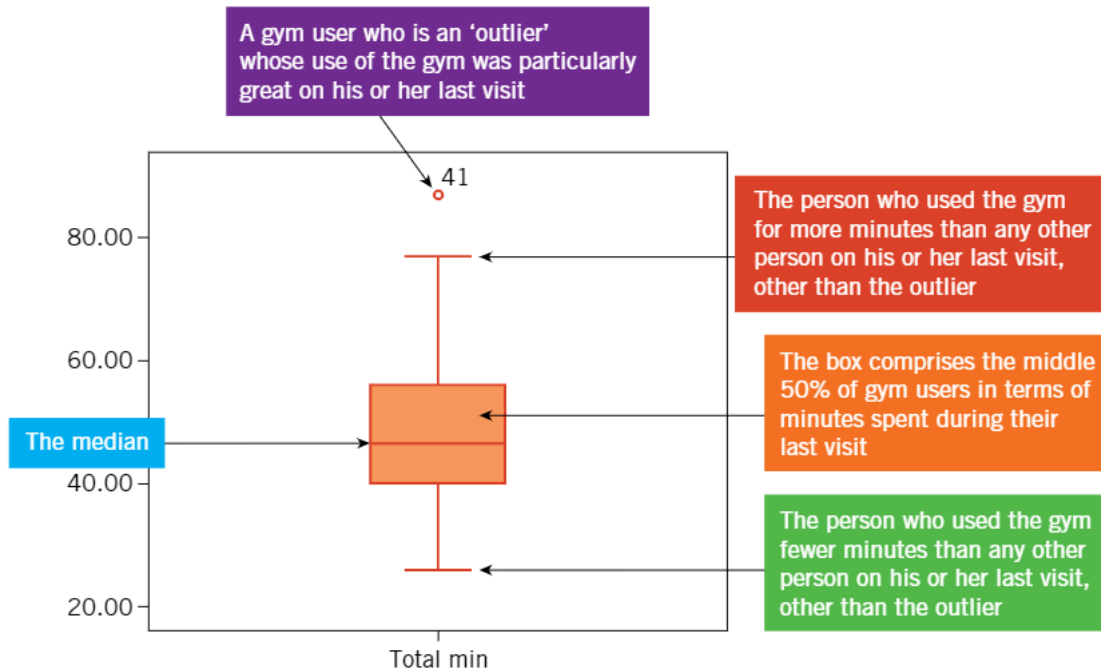 A gym user who is an ‘outlier’
whose use of the gym was particularly
great on his or her last visit
41
The person who used the gym
for more minutes than any other
person on his or her last visit,
other than the outlier
80.00
60.00
The box comprises the middle
50% of gym users in terms of
minutes spent during their
last visit
The median
40.00
The person who used the gym
fewer minutes than any other
person on his or her last visit,
other than the outlier
20.00
Total min